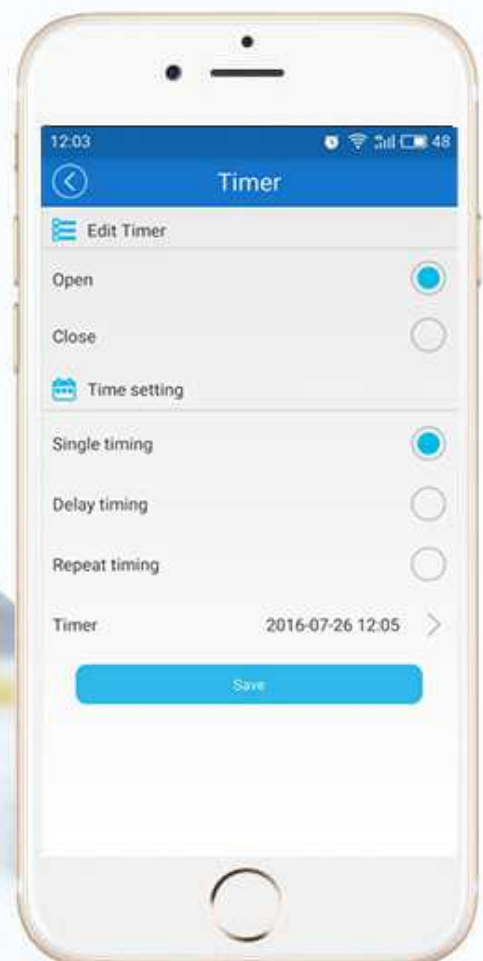 12:03 48
Timer
Edit Timer
Open
Close
Time setting
Single timing
Delay timing
Repeat timing
Timer 2016-07-26 12:05
Save